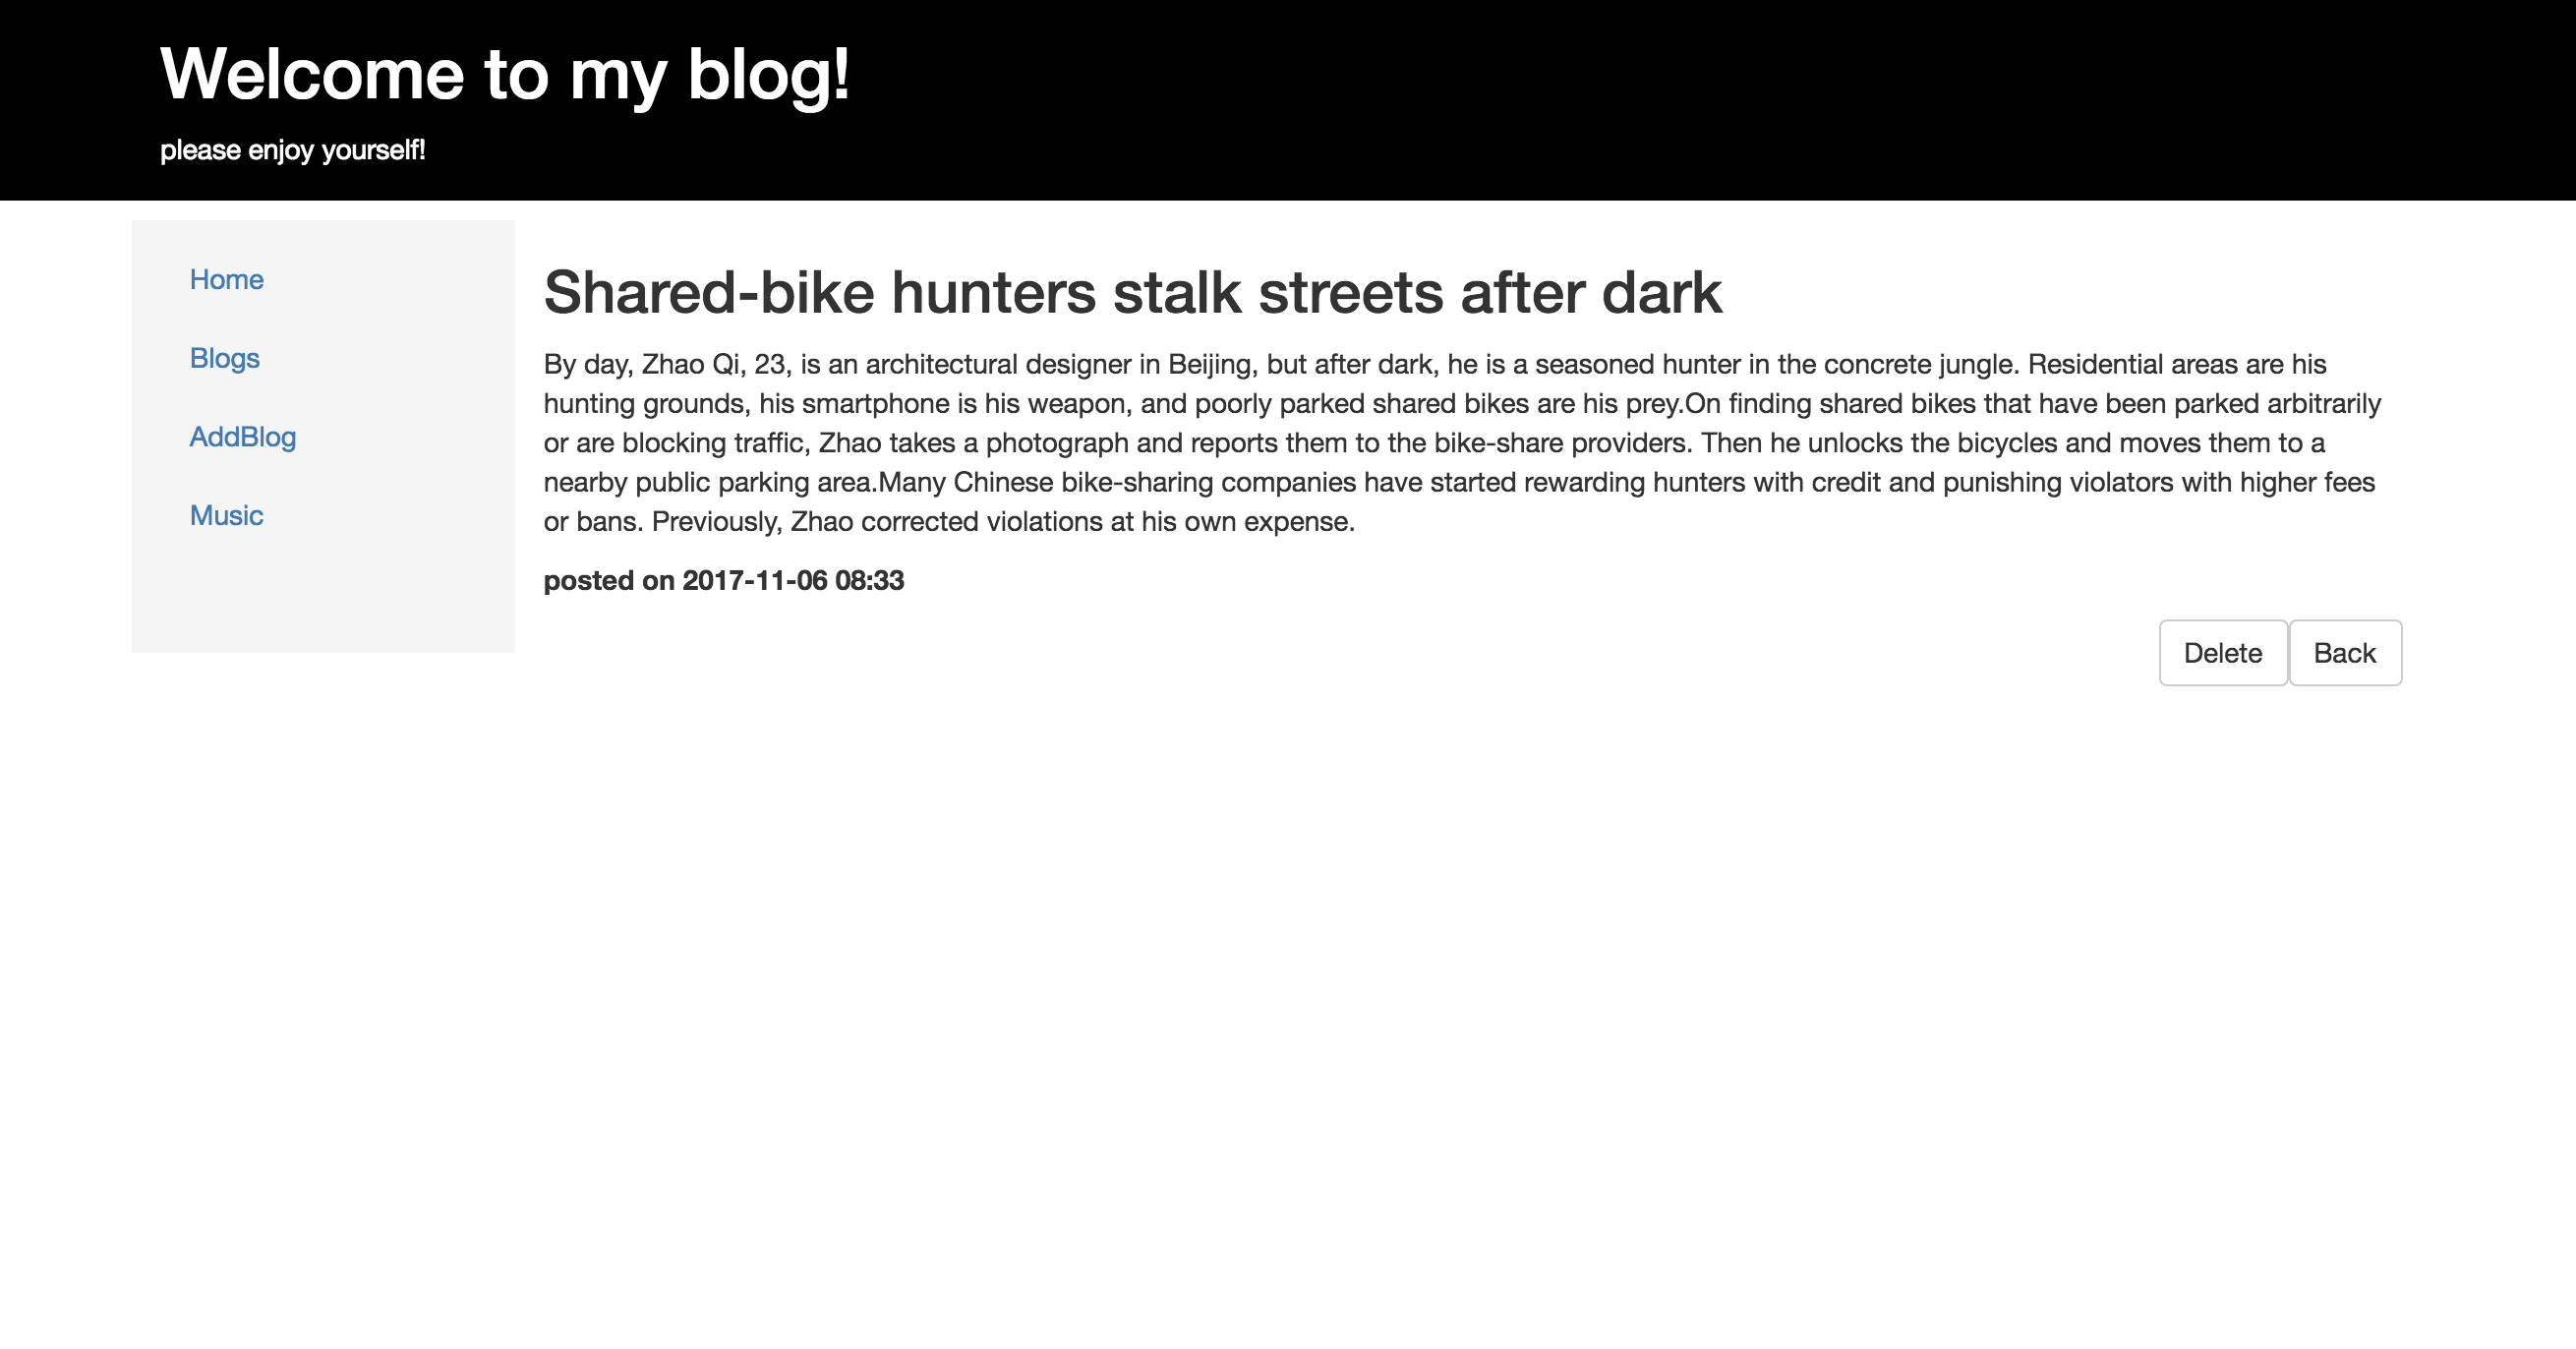 Welcome to my blog!
please enjoy yourself!
Home
Blogs
AddBlog
Music
Shared-bike hunters stalk streets after dark
By day, Zhao Qi, 23, is an architectural designer in Beijing, but after dark, he is a seasoned hunter in the concrete jungle. Residential areas are his
hunting grounds, his smartphone is his weapon, and poorly parked shared bikes are his prey.On finding shared bikes that have been parked arbitrarily
or are blocking traffic, Zhao takes a photograph and reports them to the bike-share providers. Then he unlocks the bicycles and moves them to a
nearby public parking area.Many Chinese bike-sharing companies have started rewarding hunters with credit and punishing violators with higher fees
or bans. Previously, Zhao corrected violations at his own expense.
posted on 2017-11-06 08:33
Delete Back